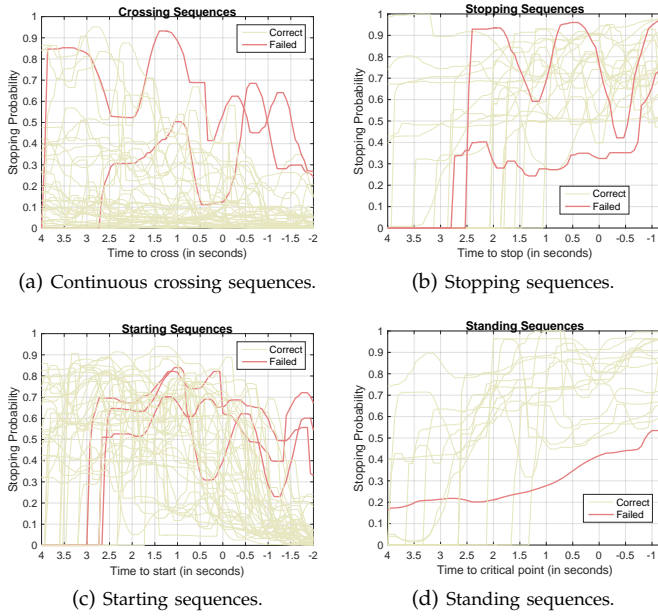 Crossing Sequences
Stopping Probability
1
0.9
0.8
0.7
0.6
0.5
0.4
0.3
0.2
0.1
0
Correct
Failed
4 3.5 3 2.5 2 1.5 1 0.5 0 -0.5 -1 -1.5 -2
Time to cross (in seconds)
(a) Continuous crossing sequences.
Stopping Sequences
Stopping Probability
1
0.9
0.8
0.7
0.6
0.5
0.4
0.3
0.2
0.1
0
Correct
Failed
4 3.5 3 2.5 2 1.5 1 0.5 0 -0.5 -1
Time to stop (in seconds)
(b) Stopping sequences.
Starting Sequences
Stopping Probability
1
0.9
0.8
0.7
0.6
0.5
0.4
0.3
0.2
0.1
0
Correct
Failed
4 3.5 3 2.5 2 1.5 1 0.5 0 -0.5 -1 -1.5 -2
Time to start (in seconds)
(c) Starting sequences.
Standing Sequences
Stopping Probability
1
0.9
0.8
0.7
0.6
0.5
0.4
0.3
0.2
0.1
0
Correct
Failed
4 3.5 3 2.5 2 1.5 1 0.5 0 -0.5 -1
Time to critical point (in seconds)
(d) Standing sequences.